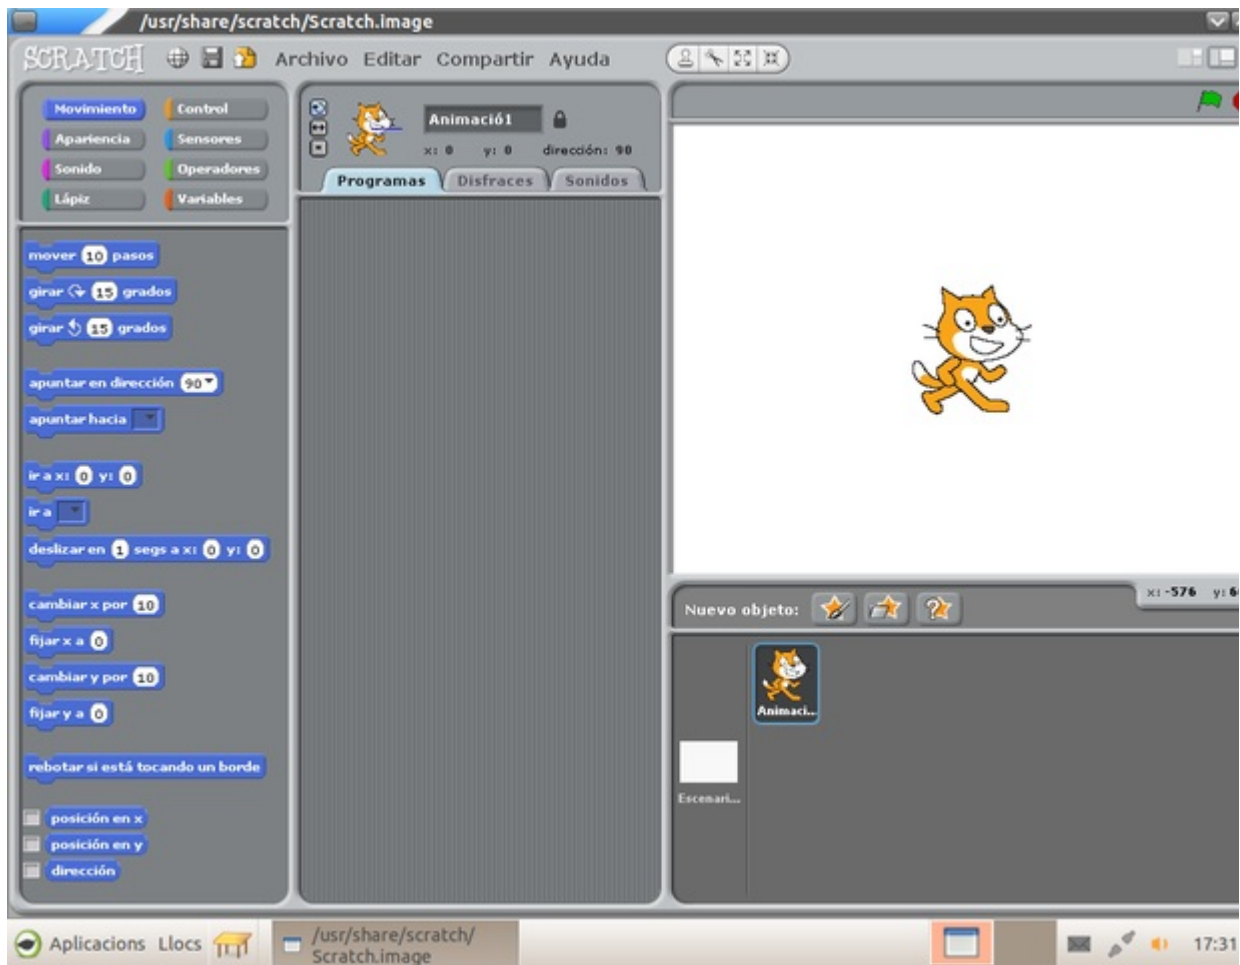 /usr/share/scratch/Scratch.image
SCRATCH Archivo Editar Compartir Ayuda
Movimiento Control
Apariencia Sensores
Sonido Operadores
Lápiz Variables
mover 10 pasos
girar 15 grados
girar 15 grados
apuntar en dirección 90
apuntar hacia
ir a x: 0 y: 0
ir a
deslizar en 1 segs a x: 0 y: 0
cambiar x por 10
fijar x a 0
cambiar y por 10
fijar y a 0
rebotar si está tocando un borde
posición en x
posición en y
dirección
Animació1
x: 0 y: 0 dirección: 90
Programas Disfraces Sonidos
x: -576 y:
Nuevo objeto:
Animaci...
Escenari...
Aplicacions Llocs
/usr/share/scratch/
Scratch.image
17:31